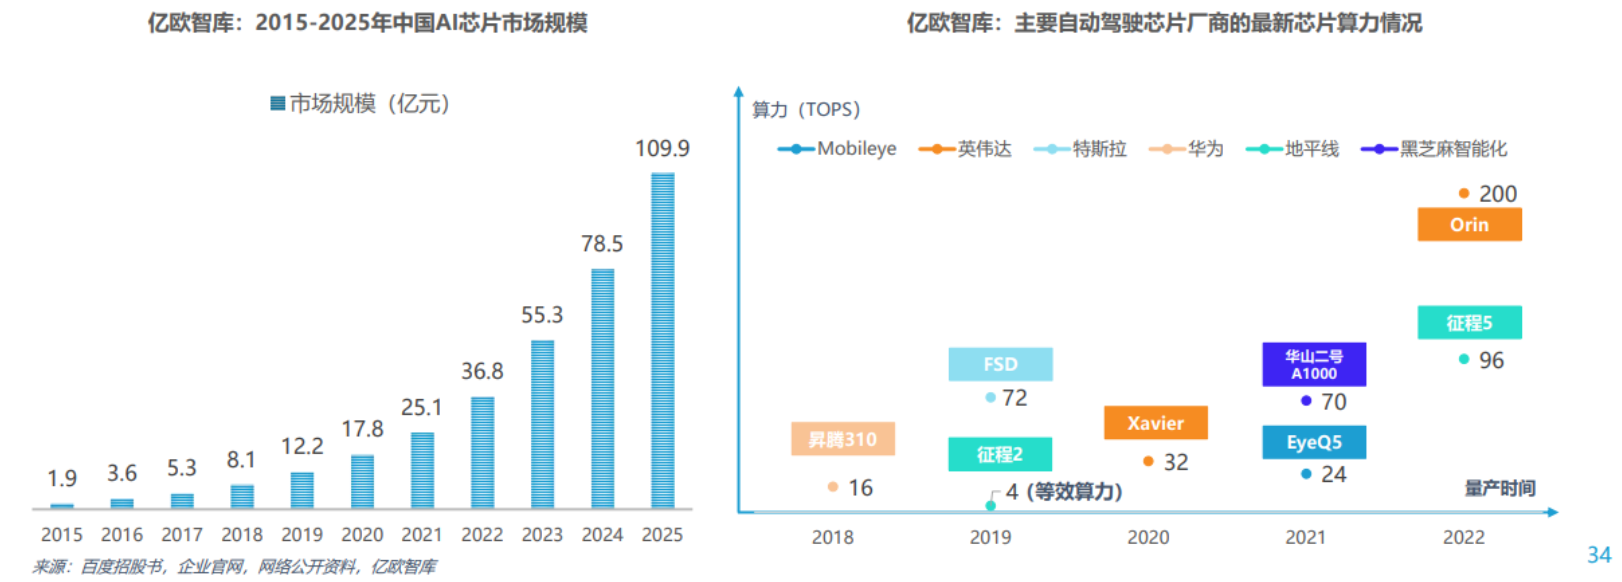 亿欧智库：2015-2025年中国AI芯片市场规模
市场规模（亿元）
1.9
3.6
5.3
8.1
12.2
17.8
25.1
36.8
55.3
78.5
109.9
2015
2016
2017
2018
2019
2020
2021
2022
2023
2024
2025
来源：百度招股书，企业官网，网络公开资料，亿欧智库
亿欧智库：主要自动驾驶芯片厂商的最新芯片算力情况
算力（TOPS）
Mobileye
英伟达
特斯拉
华为
地平线
黑芝麻智能化
昇腾310
16
FSD
72
征程2
4（等效算力）
Xavier
32
华山二号
A1000
70
EyeQ5
24
200
Orin
征程5
96
量产时间
2018
2019
2020
2021
2022
34